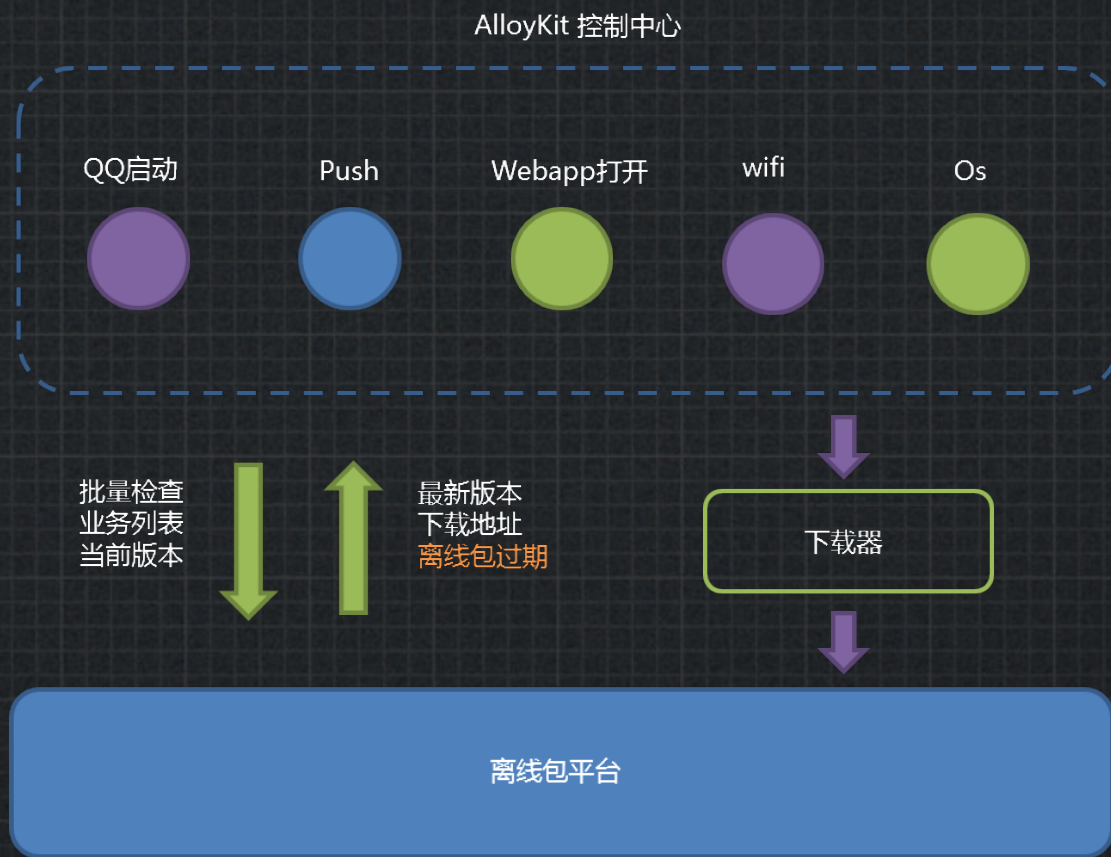 AlloyKit 控制中心
QQ启动
Push
Webapp打开
wifi
Os
批量检查
业务列表
当前版本
最新版本
下载地址
离线包过期
下载器
离线包平台